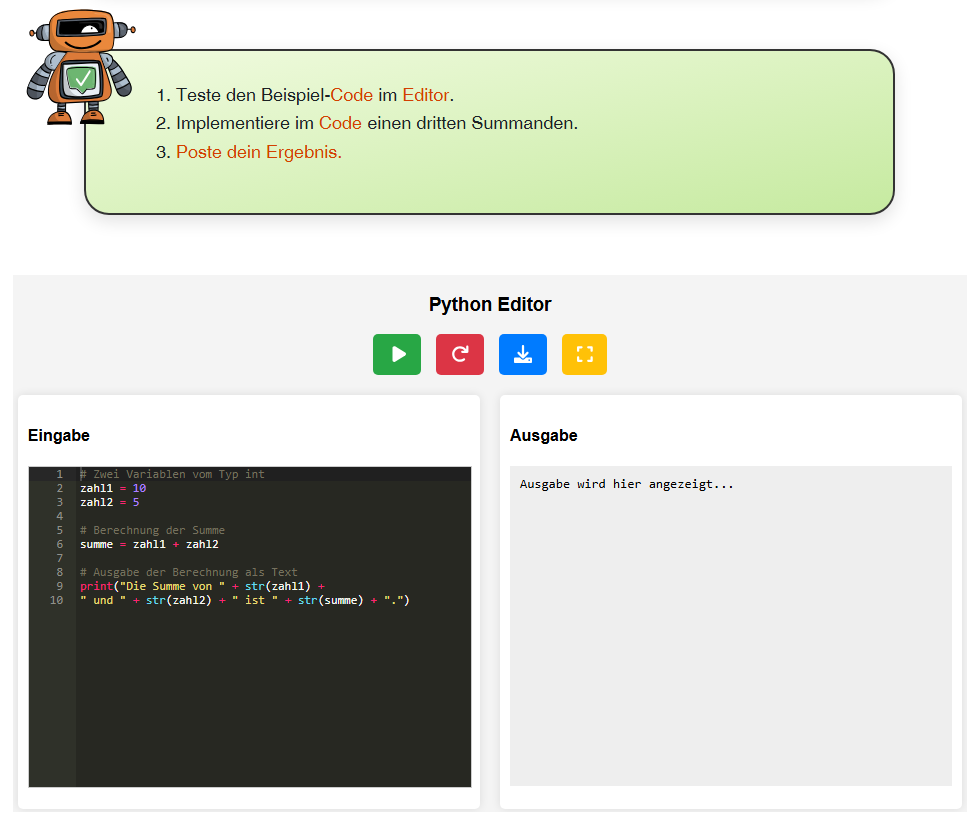 1. Teste den Beispiel-Code im Editor.
2. Implementiere im Code einen dritten Summanden.
3. Poste dein Ergebnis.
Python Editor
Eingabe
1 # Zwei Variablen vom Typ int
2 zahl1 = 10
3 zahl2 = 5
4
5 # Berechnung der Summe
6 summe = zahl1 + zahl2
7
8 # Ausgabe der Berechnung als Text
9 print("Die Summe von " + str(zahl1) +
10 " und " + str(zahl2) + " ist " + str(summe) + ".")
Ausgabe
Ausgabe wird hier angezeigt...